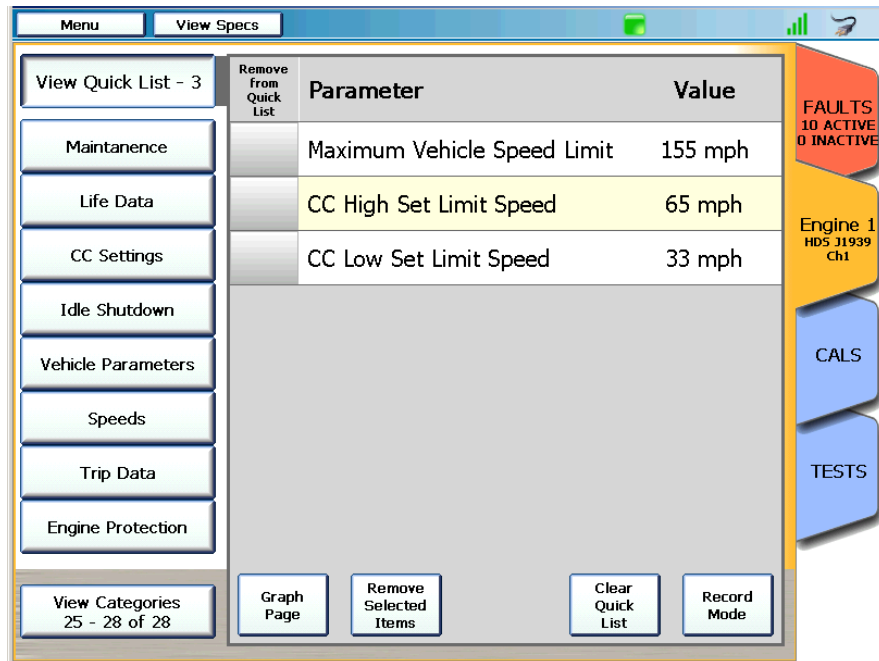 Menu
View Specs
View Quick List - 3
Maintanence
Life Data
CC Settings
Idle Shutdown
Vehicle Parameters
Speeds
Trip Data
Engine Protection
View Categories
25 - 28 of 28
Remove
from
Quick
List
Parameter
Value
Maximum Vehicle Speed Limit 155 mph
CC High Set Limit Speed 65 mph
CC Low Set Limit Speed 33 mph
Graph
Page
Remove
Selected
Items
Clear
Quick
List
Record
Mode
FAULTS
10 ACTIVE
0 INACTIVE
Engine 1
HDS J1939
Ch1
CALS
TESTS